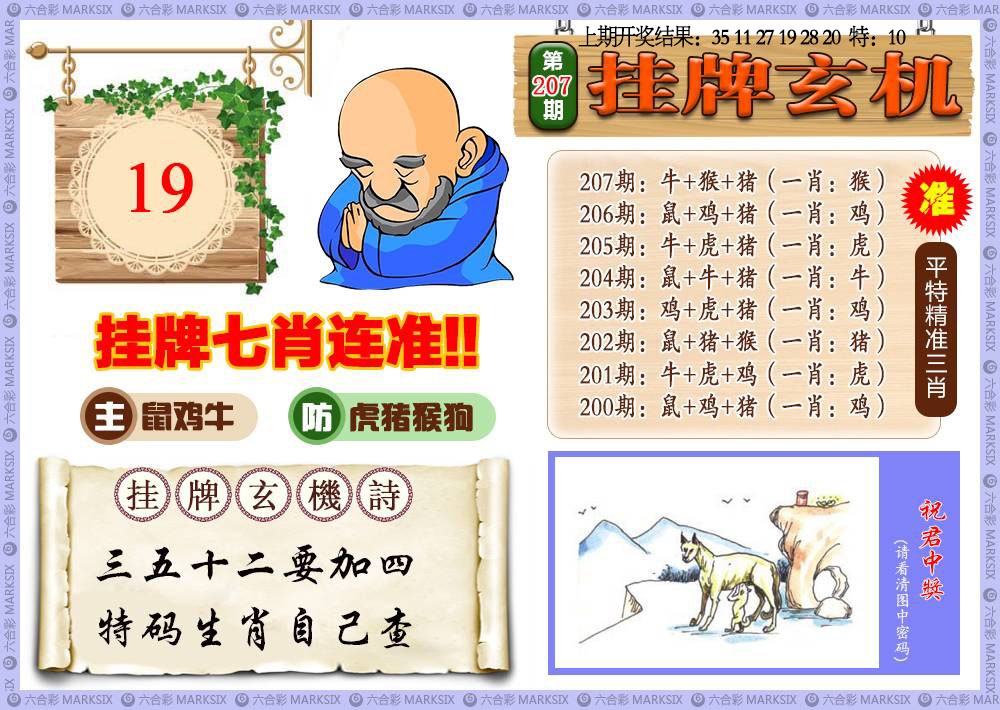 六合彩 MARKSIX
上期开奖结果：35 11 27 19 28 20 特：10
第
207
期
挂牌玄机
19
207期：牛+猴+猪（一肖：猴）
206期：鼠+鸡+猪（一肖：鸡）
205期：牛+虎+猪（一肖：虎）
204期：鼠+牛+猪（一肖：牛）
203期：鸡+虎+猪（一肖：鸡）
202期：鼠+猪+猴（一肖：猪）
201期：牛+虎+鸡（一肖：虎）
200期：鼠+鸡+猪（一肖：鸡）
准
平特精准三肖
挂牌七肖连准!!
主 鼠鸡牛
防 虎猪猴狗
挂牌玄機詩
三五十二要加四
特码生肖自己查
祝君中奖
（请看清图中密码）